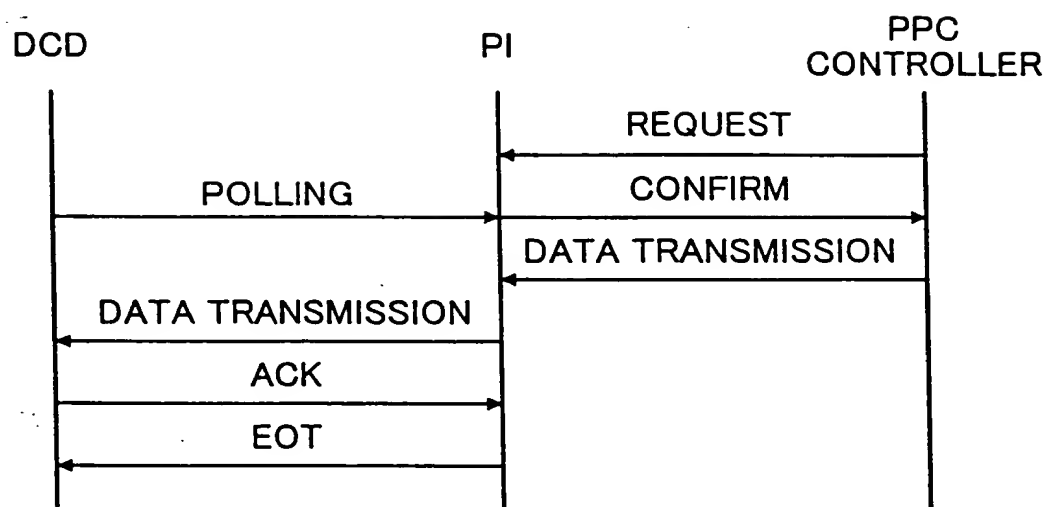 DCD
PI
PPC
CONTROLLER
REQUEST
POLLING
CONFIRM
DATA TRANSMISSION
DATA TRANSMISSION
ACK
EOT